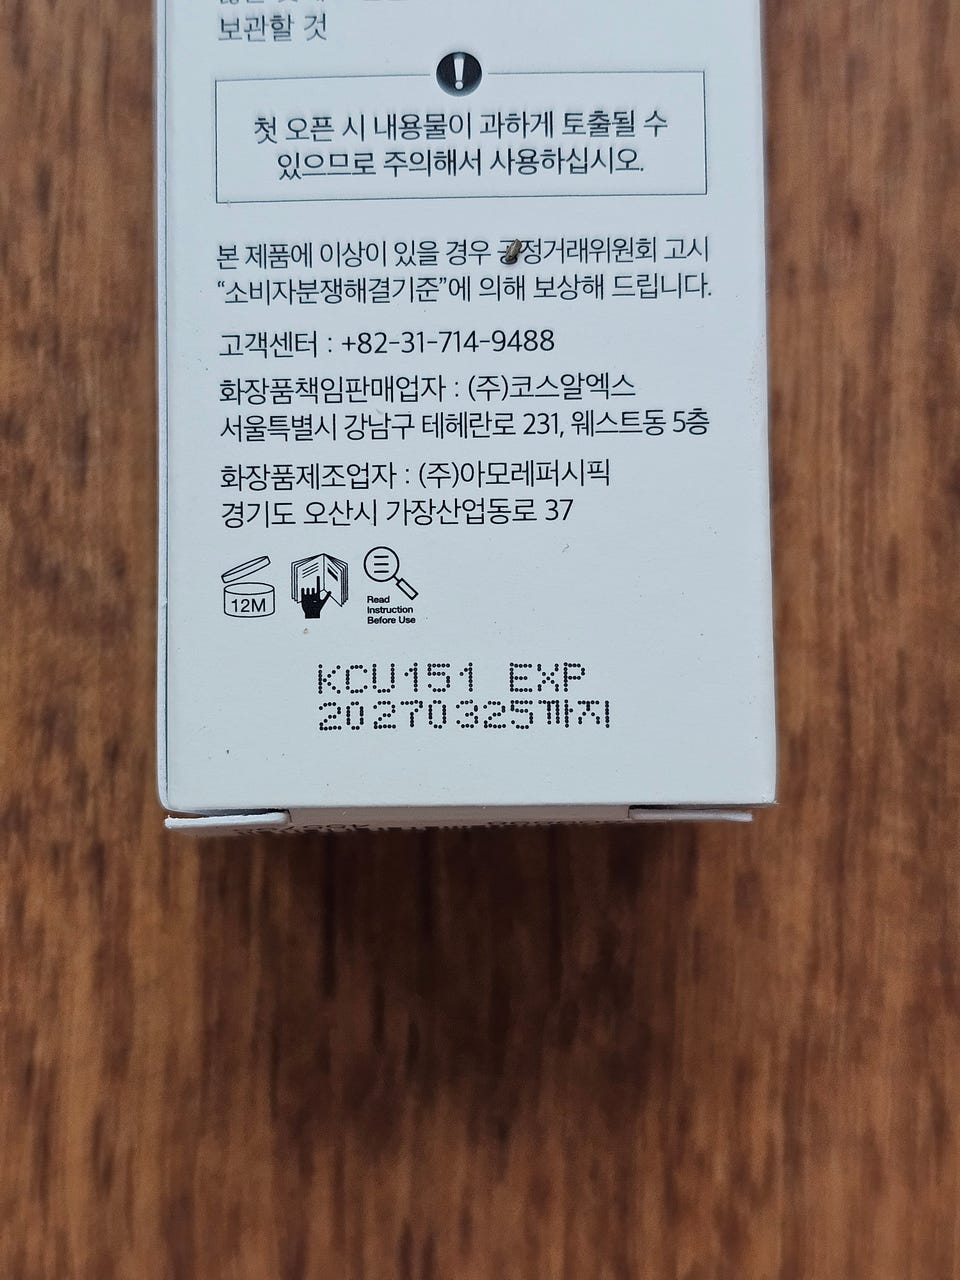 보관할 것
첫 오픈 시 내용물이 과하게 토출될 수
있으므로 주의해서 사용하십시오.
본 제품에 이상이 있을 경우 공정거래위원회 고시
“소비자분쟁해결기준”에 의해 보상해 드립니다.
고객센터 : +82-31-714-9488
화장품책임판매업자 : (주)코스알엑스
서울특별시 강남구 테헤란로 231, 웨스트동 5층
화장품제조업자 : (주)아모레퍼시픽
경기도 오산시 가장산업동로 37
12M
Read
Instruction
Before Use
KCU151 EXP
20270325까지